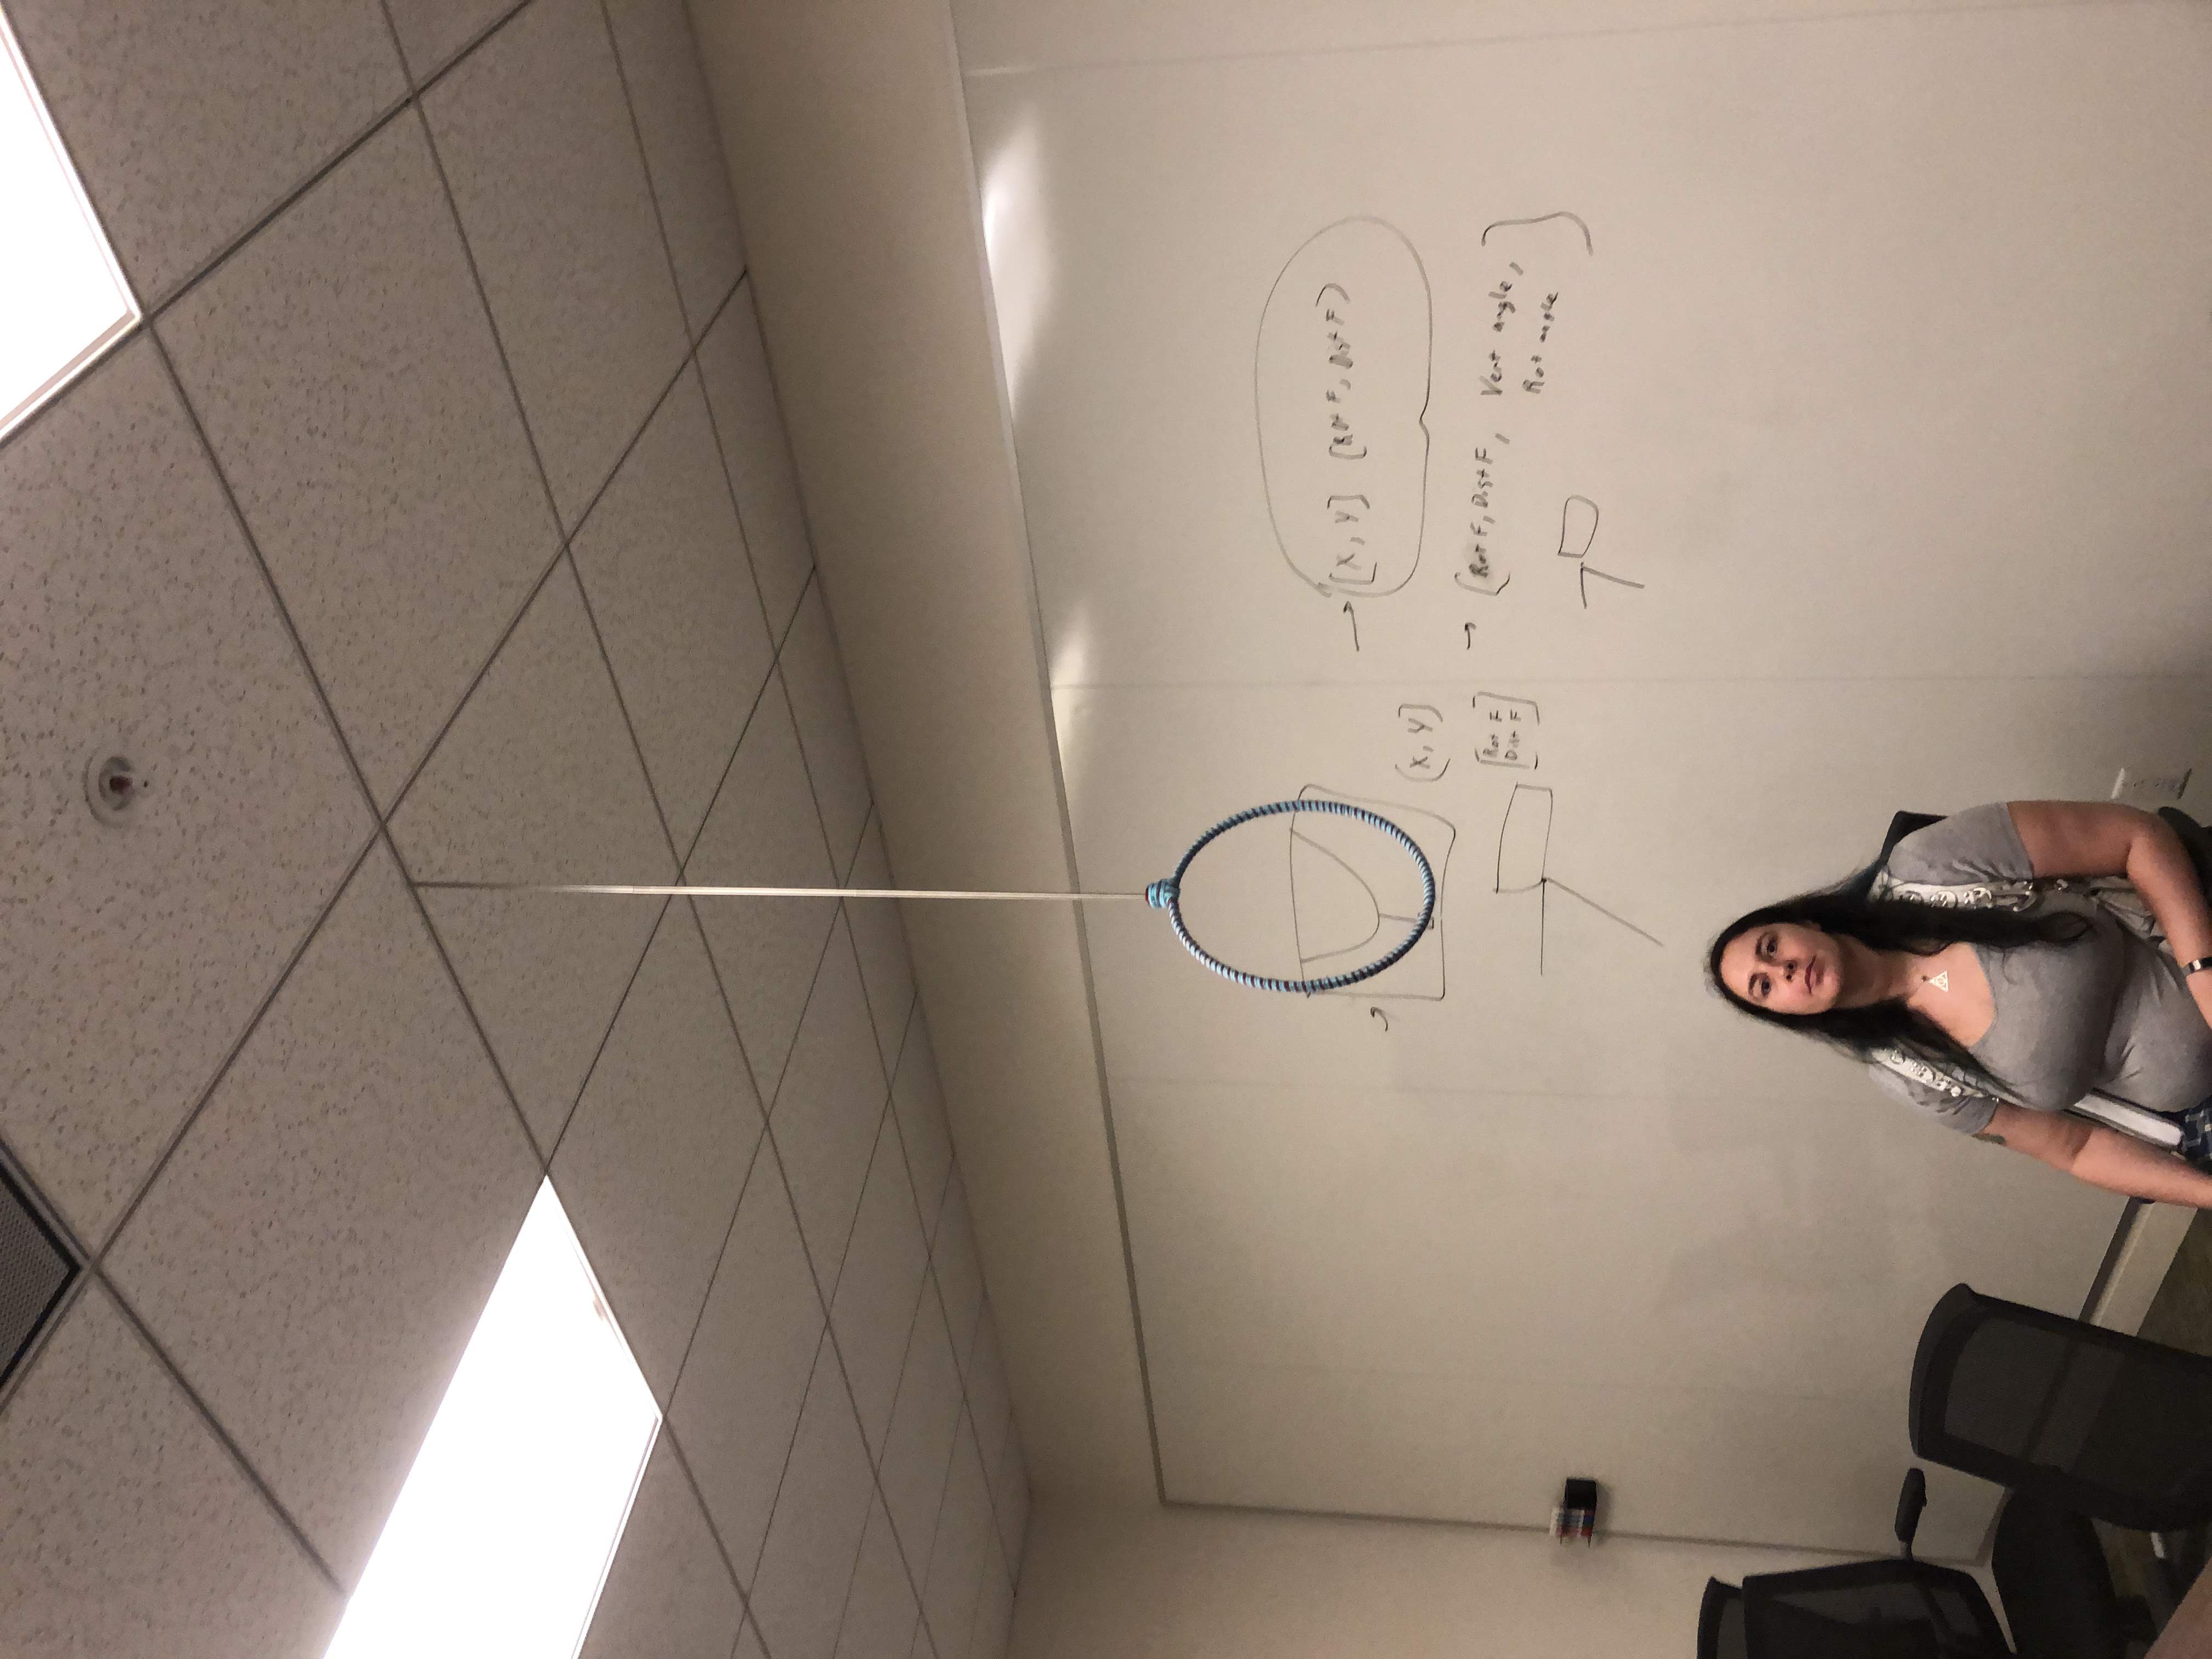 [X, Y] [Rot F, Dist F]
(X, Y]
[Rot F, Dist F, Vert angle,
Rot angle]
[Rot F
Dist F]